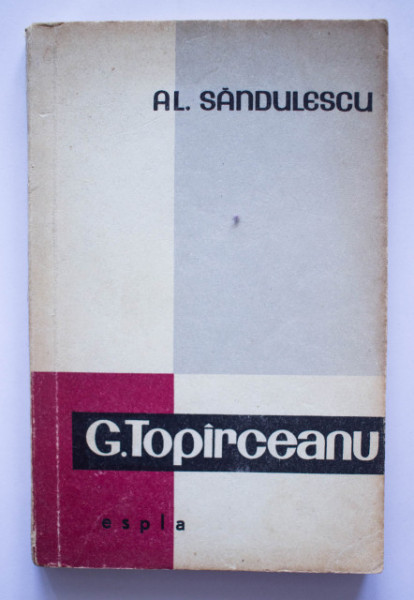 AL. SĂNDULESCU
G. Topîrceanu
espla